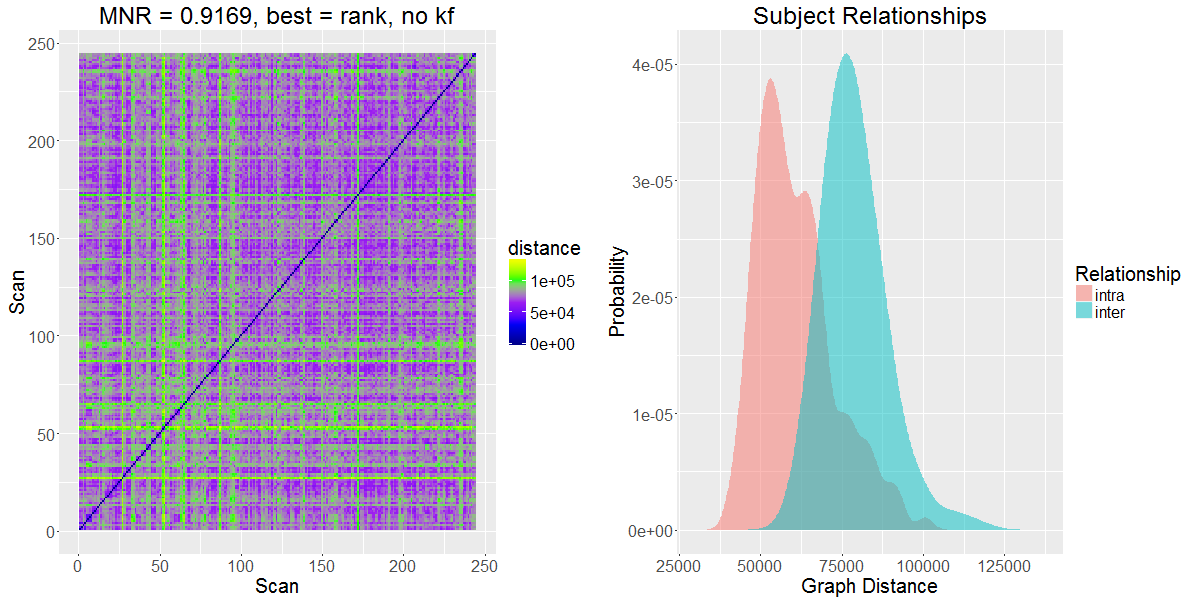 MNR = 0.9169, best = rank, no kf
250
200
150
100
50
0
Scan
0 50 100 150 200 250
Scan
distance
1e+05
5e+04
0e+00
Subject Relationships
4e-05
3e-05
2e-05
1e-05
0e+00
Probability
25000 50000 75000 100000 125000
Graph Distance
Relationship
intra
inter